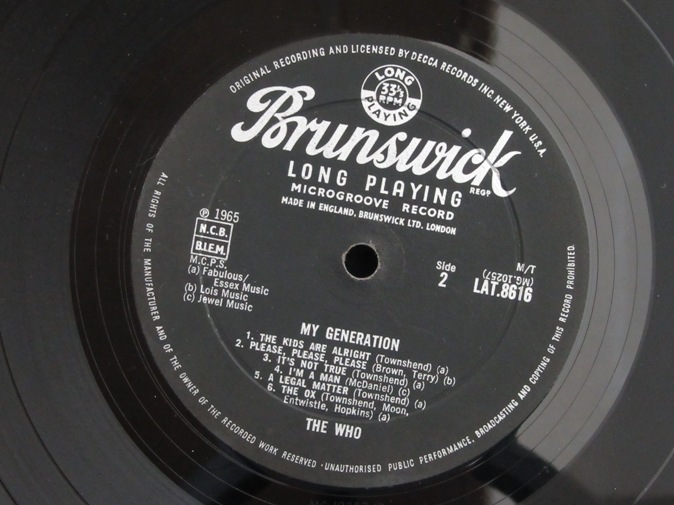 ORIGINAL RECORDING AND LICENSED BY DECCA RECORDS INC. NEW YORK U.S.A.
LONG
33⅓
RPM
PLAYING
Brunswick
REGD
LONG PLAYING
MICROGROOVE RECORD
MADE IN ENGLAND, BRUNSWICK LTD. LONDON
℗ 1965
N.C.B.
B.I.E.M.
M.C.P.S.
(a) Fabulous/
Essex Music
(b) Lois Music
(c) Jewel Music
Side
2
T/M
(MG.10257)
LAT.8616
MY GENERATION
1. THE KIDS ARE ALRIGHT (Townshend) (a)
2. PLEASE, PLEASE, PLEASE (Brown, Terry) (b)
3. IT'S NOT TRUE (Townshend) (a)
4. I'M A MAN (McDaniel) (c)
5. A LEGAL MATTER (Townshend) (a)
6. THE OX (Townshend, Moon,
Entwistle, Hopkins) (a)
THE WHO
ALL RIGHTS OF THE MANUFACTURER AND OF THE OWNER OF THE RECORDED WORK RESERVED · UNAUTHORISED PUBLIC PERFORMANCE, BROADCASTING AND COPYING OF THIS RECORD PROHIBITED.